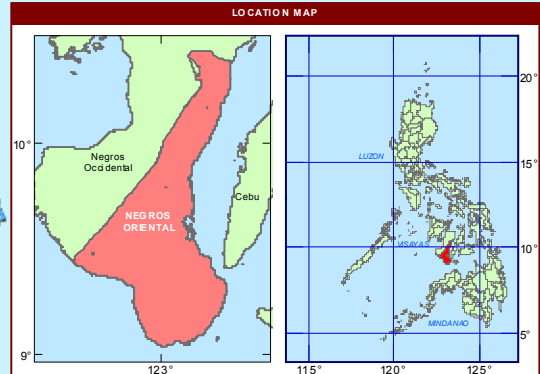 LOCATION MAP
10°
9°
123°
Negros
Occidental
NEGROS
ORIENTAL
Cebu
LUZON
VISAYAS
MINDANAO
20°
15°
10°
5°
115°
120°
125°